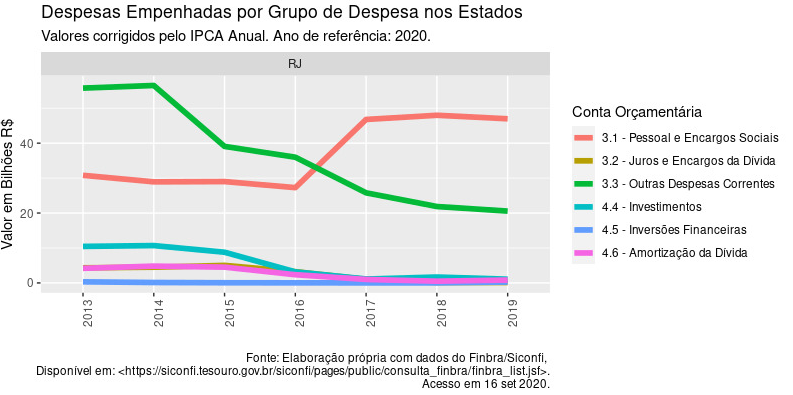 Despesas Empenhadas por Grupo de Despesa nos Estados
Valores corrigidos pelo IPCA Anual. Ano de referência: 2020.
RJ
Valor em Bilhões R$
40
20
0
2013
2014
2015
2016
2017
2018
2019
Conta Orçamentária
3.1 - Pessoal e Encargos Sociais
3.2 - Juros e Encargos da Dívida
3.3 - Outras Despesas Correntes
4.4 - Investimentos
4.5 - Inversões Financeiras
4.6 - Amortização da Dívida
Fonte: Elaboração própria com dados do Finbra/Siconfi,
Disponível em: <https://siconfi.tesouro.gov.br/siconfi/pages/public/consulta_finbra/finbra_list.jsf>.
Acesso em 16 set 2020.